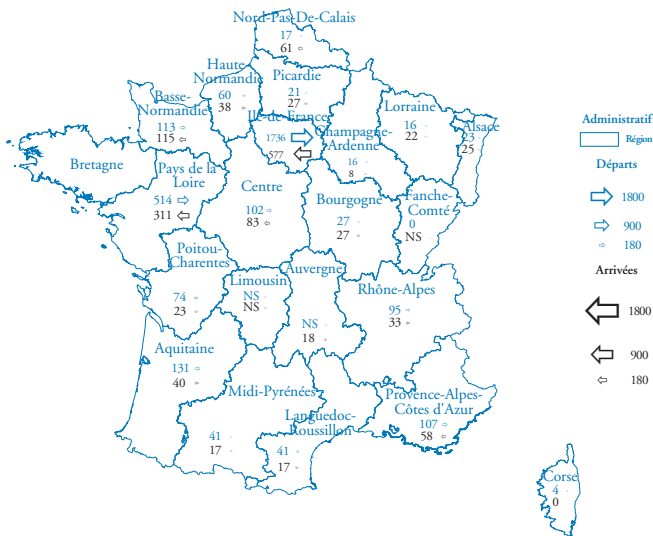 Nord-Pas-De-Calais
17
61
Haute-
Normandie
60
38
Picardie
21
27
Basse-
Normandie
113
115
Ile-de-France
1736
577
Champagne-
Ardenne
16
8
Lorraine
16
22
Alsace
23
25
Bretagne
Pays de la
Loire
514
311
Centre
102
83
Bourgogne
27
27
Franche-
Comté
0
NS
Poitou-
Charentes
74
23
Limousin
NS
NS
Auvergne
NS
18
Rhône-Alpes
95
33
Aquitaine
131
40
Midi-Pyrénées
41
17
Languedoc-
Roussillon
41
17
Provence-Alpes-
Côtes d'Azur
107
58
Corse
4
0
Administratif
Région
Départs
1800
900
180
Arrivées
1800
900
180